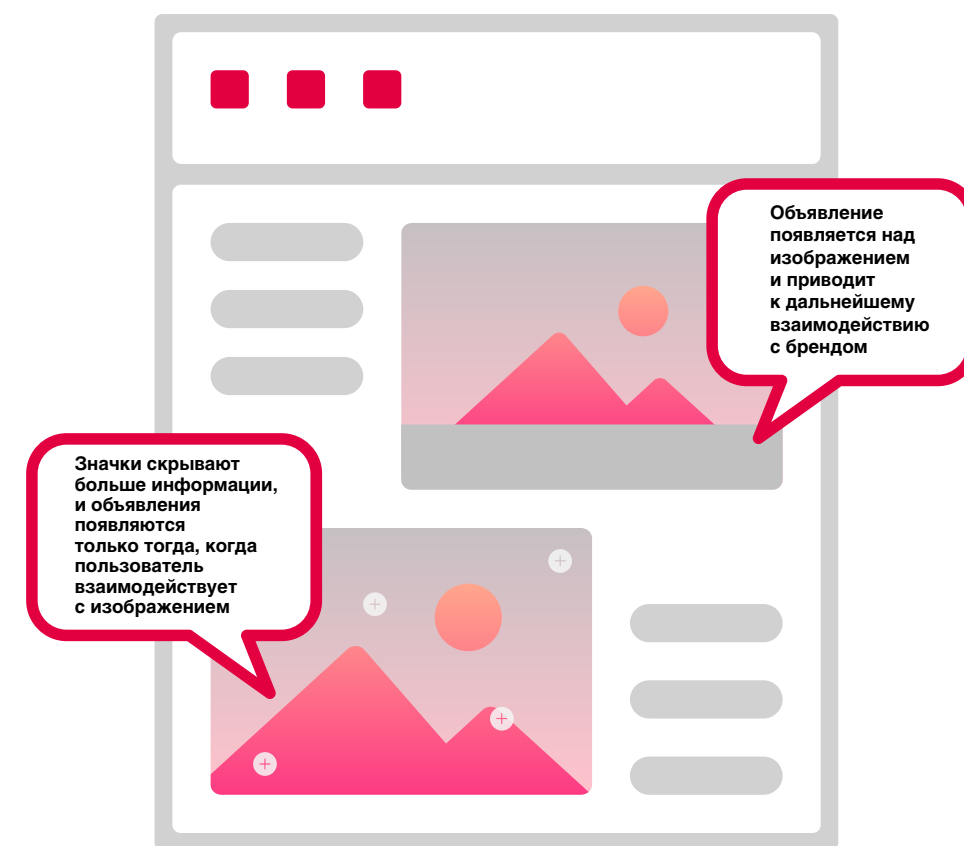 Объявление
появляется над
изображением
и приводит
к дальнейшему
взаимодействию
с брендом
Значки скрывают
больше информации,
и объявления
появляются
только тогда, когда
пользователь
взаимодействует
с изображением